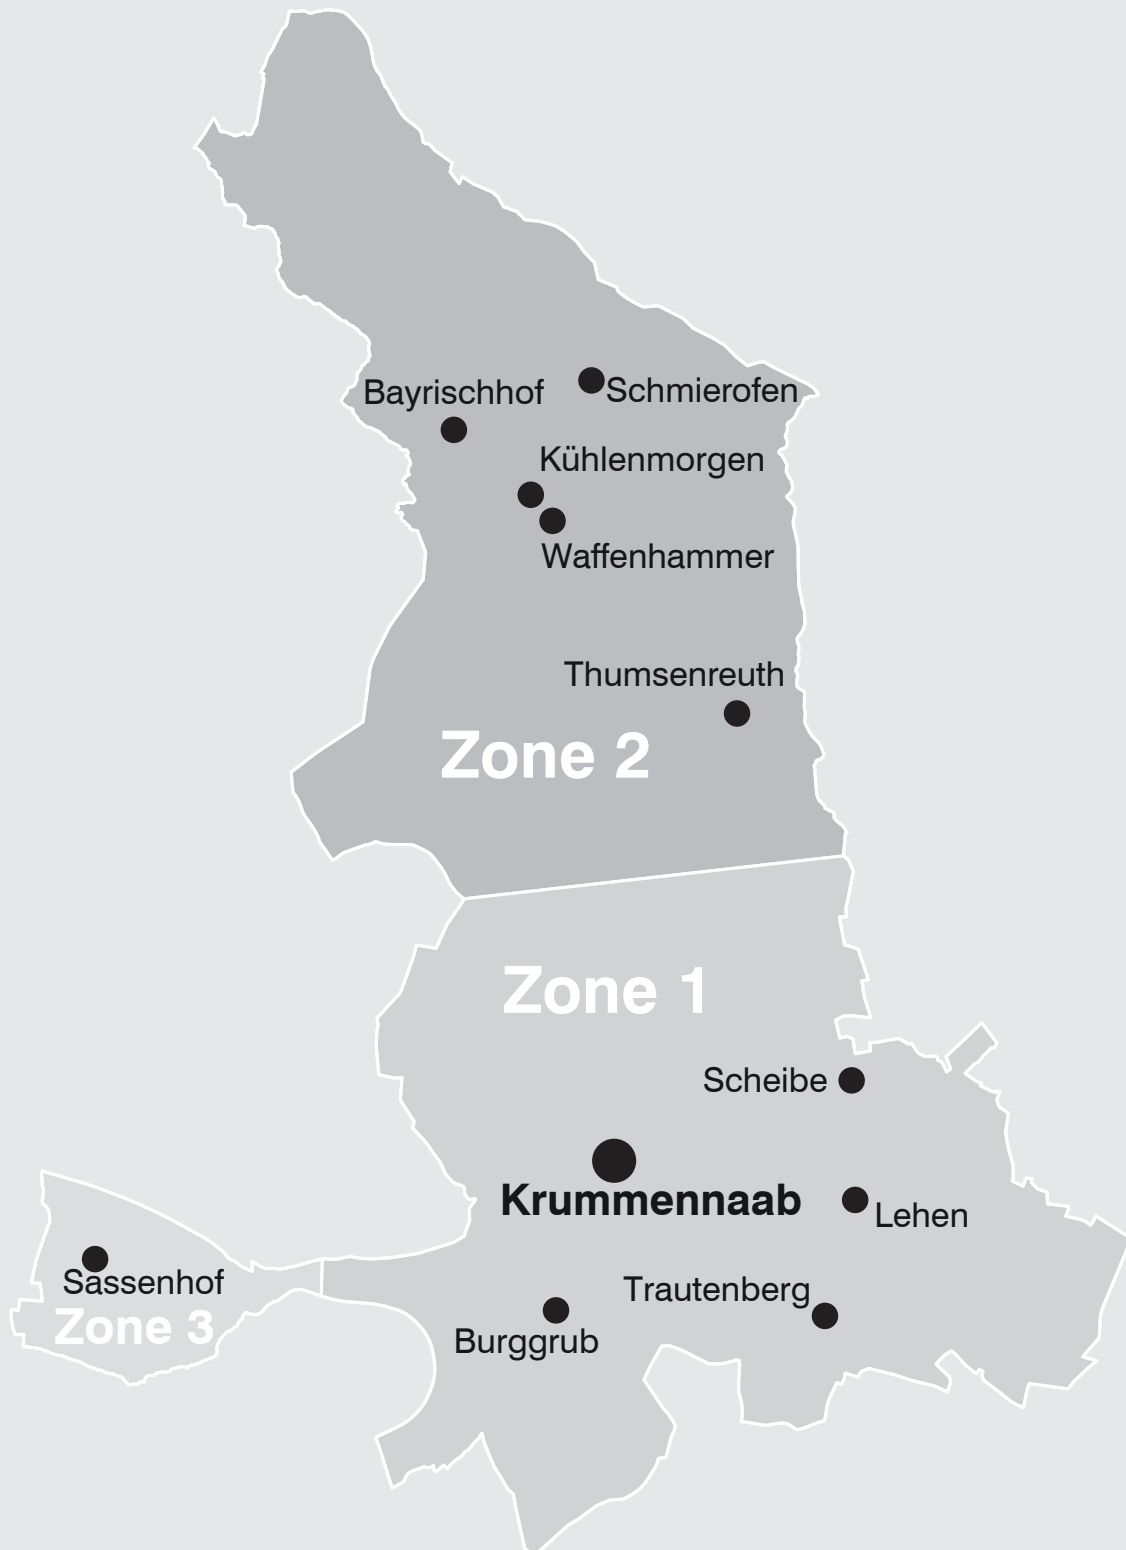 Bayrischhof
Schmierofen
Kühlenmorgen
Waffenhammer
Thumsenreuth
Zone 2
Zone 1
Scheibe
Krummennaab
Lehen
Sassenhof
Zone 3
Trautenberg
Burggrub